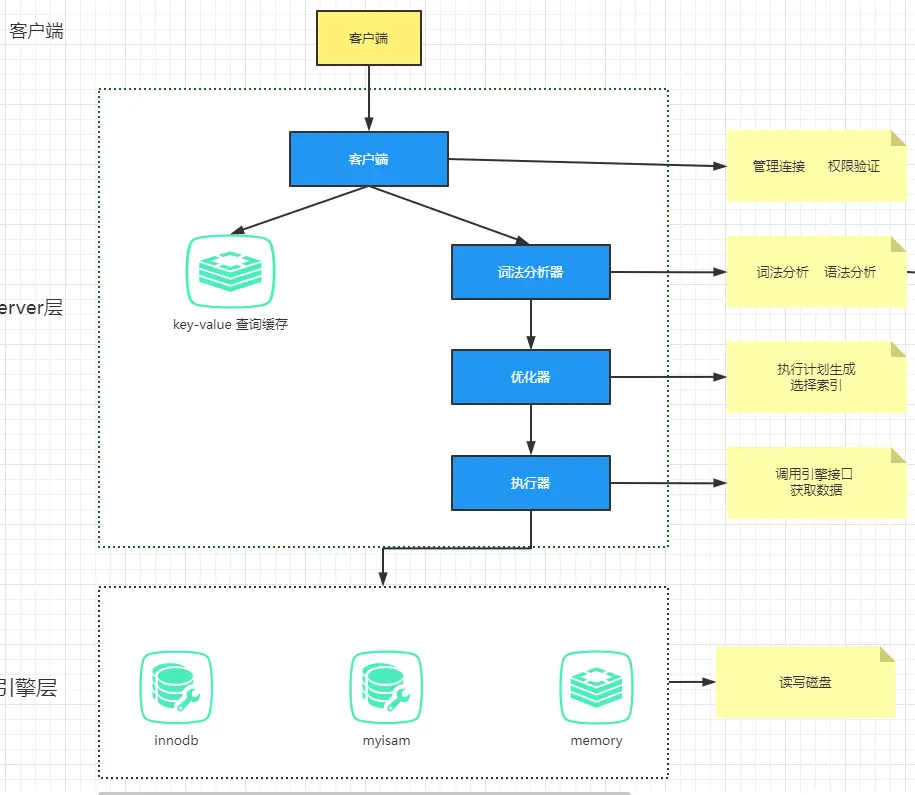 客户端
客户端
客户端
管理连接 权限验证
key-value 查询缓存
词法分析器
词法分析 语法分析
erver层
优化器
执行计划生成
选择索引
执行器
调用引擎接口
获取数据
引擎层
innodb
myisam
memory
读写磁盘